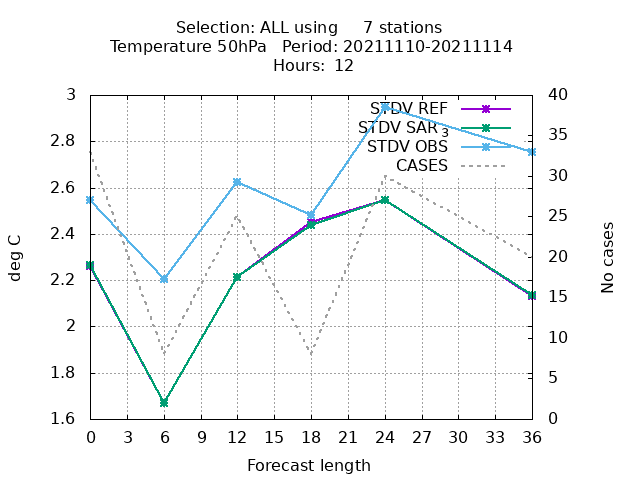 Selection: ALL using     7 stations
Temperature 50hPa   Period: 20211110-20211114
Hours:  12
STDV REF
STDV SAR3
STDV OBS
CASES
3
2.8
2.6
2.4
2.2
2
1.8
1.6
deg C
40
35
30
25
20
15
10
5
0
No cases
0 3 6 9 12 15 18 21 24 27 30 33 36
Forecast length